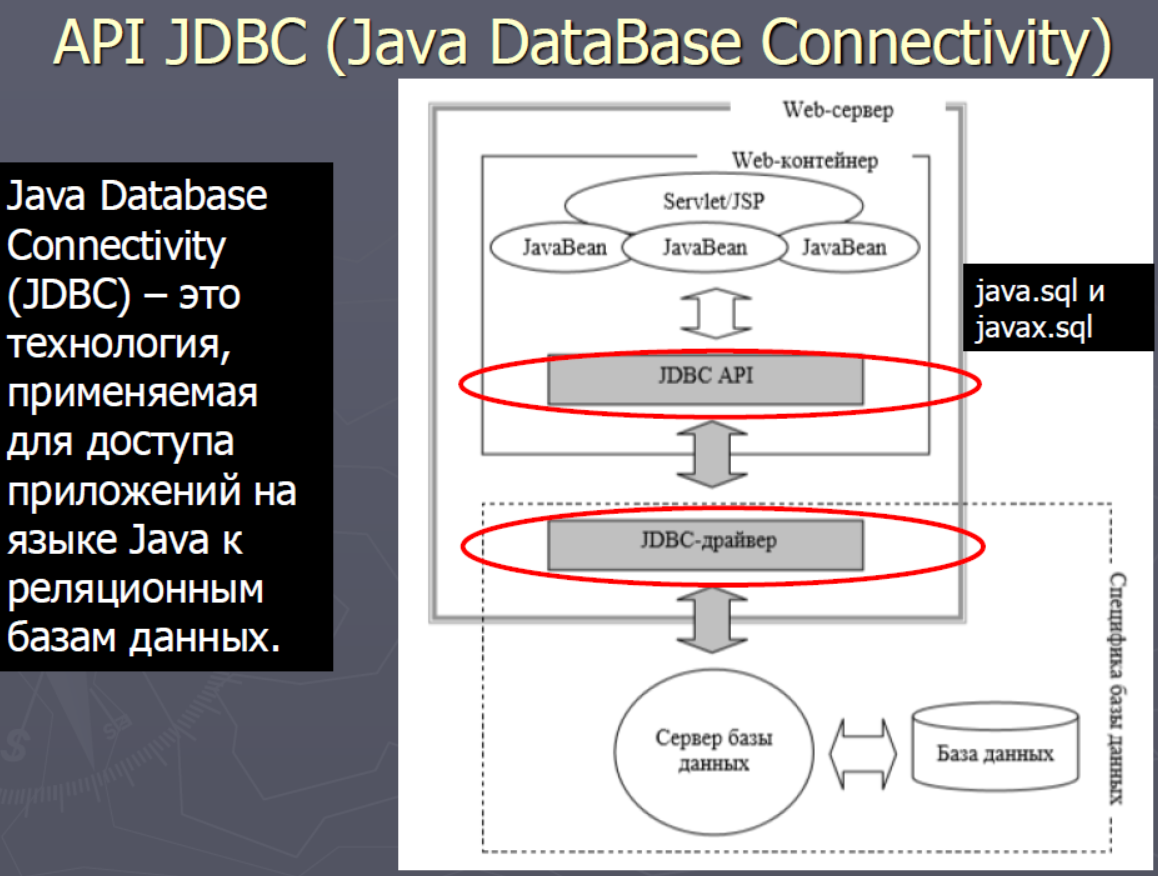 API JDBC (Java DataBase Connectivity)
Java Database
Connectivity
(JDBC) – это
технология,
применяемая
для доступа
приложений на
языке Java к
реляционным
базам данных.
Web-сервер
Web-контейнер
Servlet/JSP
JavaBean
JavaBean
JavaBean
java.sql и
javax.sql
JDBC API
JDBC-драйвер
Специфика базы данных
Сервер базы
данных
База данных
S